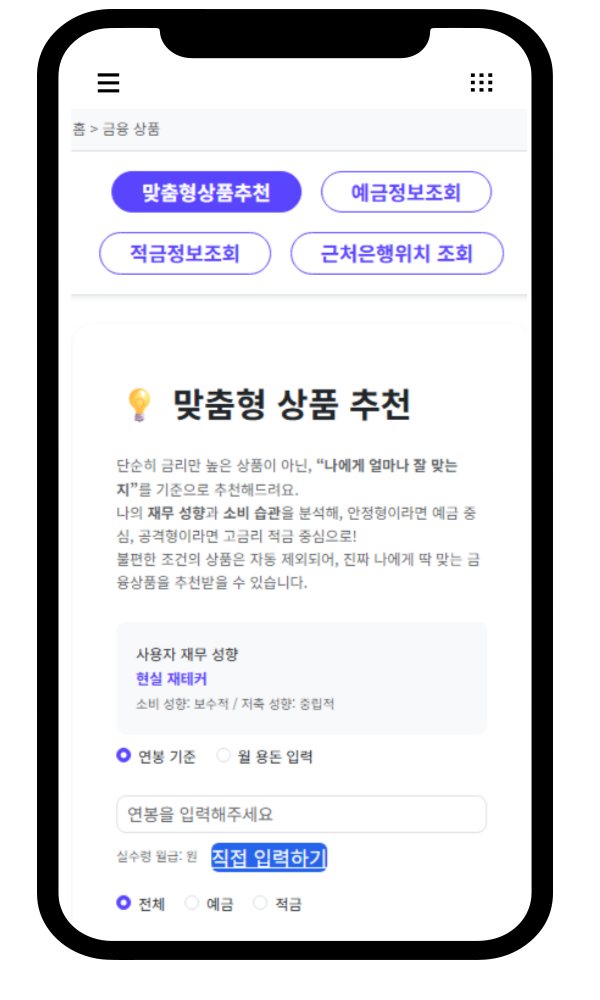 홈 > 금융 상품
맞춤형상품추천
예금정보조회
적금정보조회
근처은행위치 조회
맞춤형 상품 추천
단순히 금리만 높은 상품이 아닌, “나에게 얼마나 잘 맞는
지”를 기준으로 추천해드려요.
나의 재무 성향과 소비 습관을 분석해, 안정형이라면 예금 중
심, 공격형이라면 고금리 적금 중심으로!
불편한 조건의 상품은 자동 제외되어, 진짜 나에게 딱 맞는 금
융상품을 추천받을 수 있습니다.
사용자 재무 성향
현실 재테커
소비 성향: 보수적 / 저축 성향: 중립적
연봉 기준 월 용돈 입력
연봉을 입력해주세요
실수령 월급: 원 직접 입력하기
전체 예금 적금